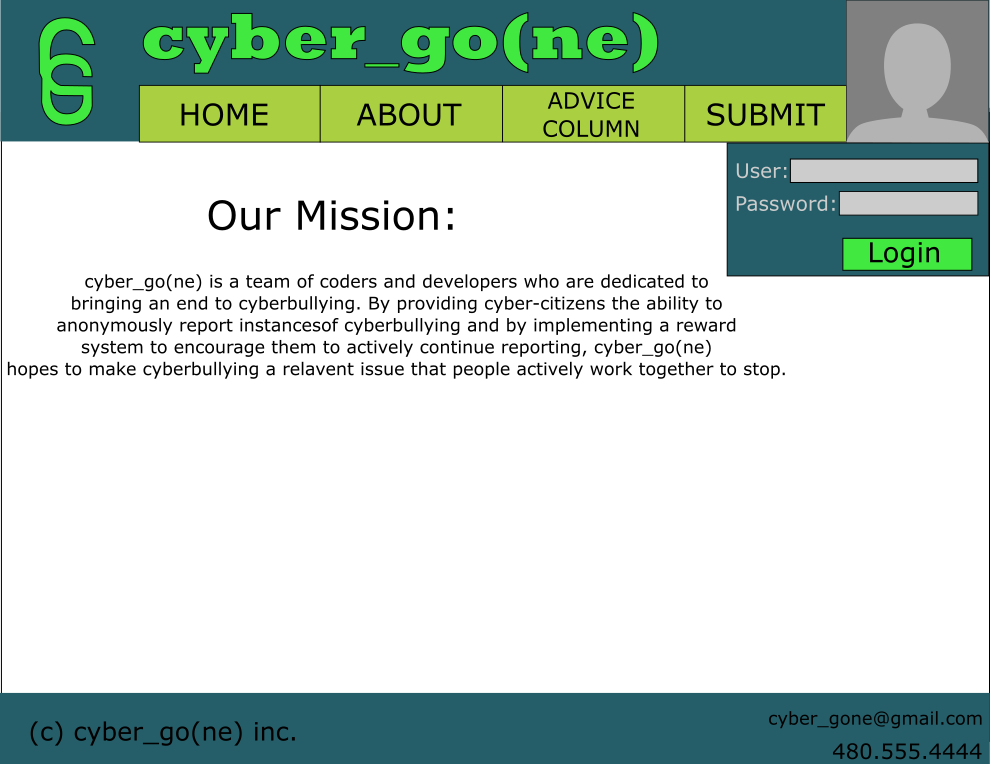 cyber_go(ne)
HOME
ABOUT
ADVICE
COLUMN
SUBMIT
User:
Password:
Login
Our Mission:
cyber_go(ne) is a team of coders and developers who are dedicated to
bringing an end to cyberbullying. By providing cyber-citizens the ability to
anonymously report instancesof cyberbullying and by implementing a reward
system to encourage them to actively continue reporting, cyber_go(ne)
hopes to make cyberbullying a relavent issue that people actively work together to stop.
(c) cyber_go(ne) inc.
cyber_gone@gmail.com
480.555.4444